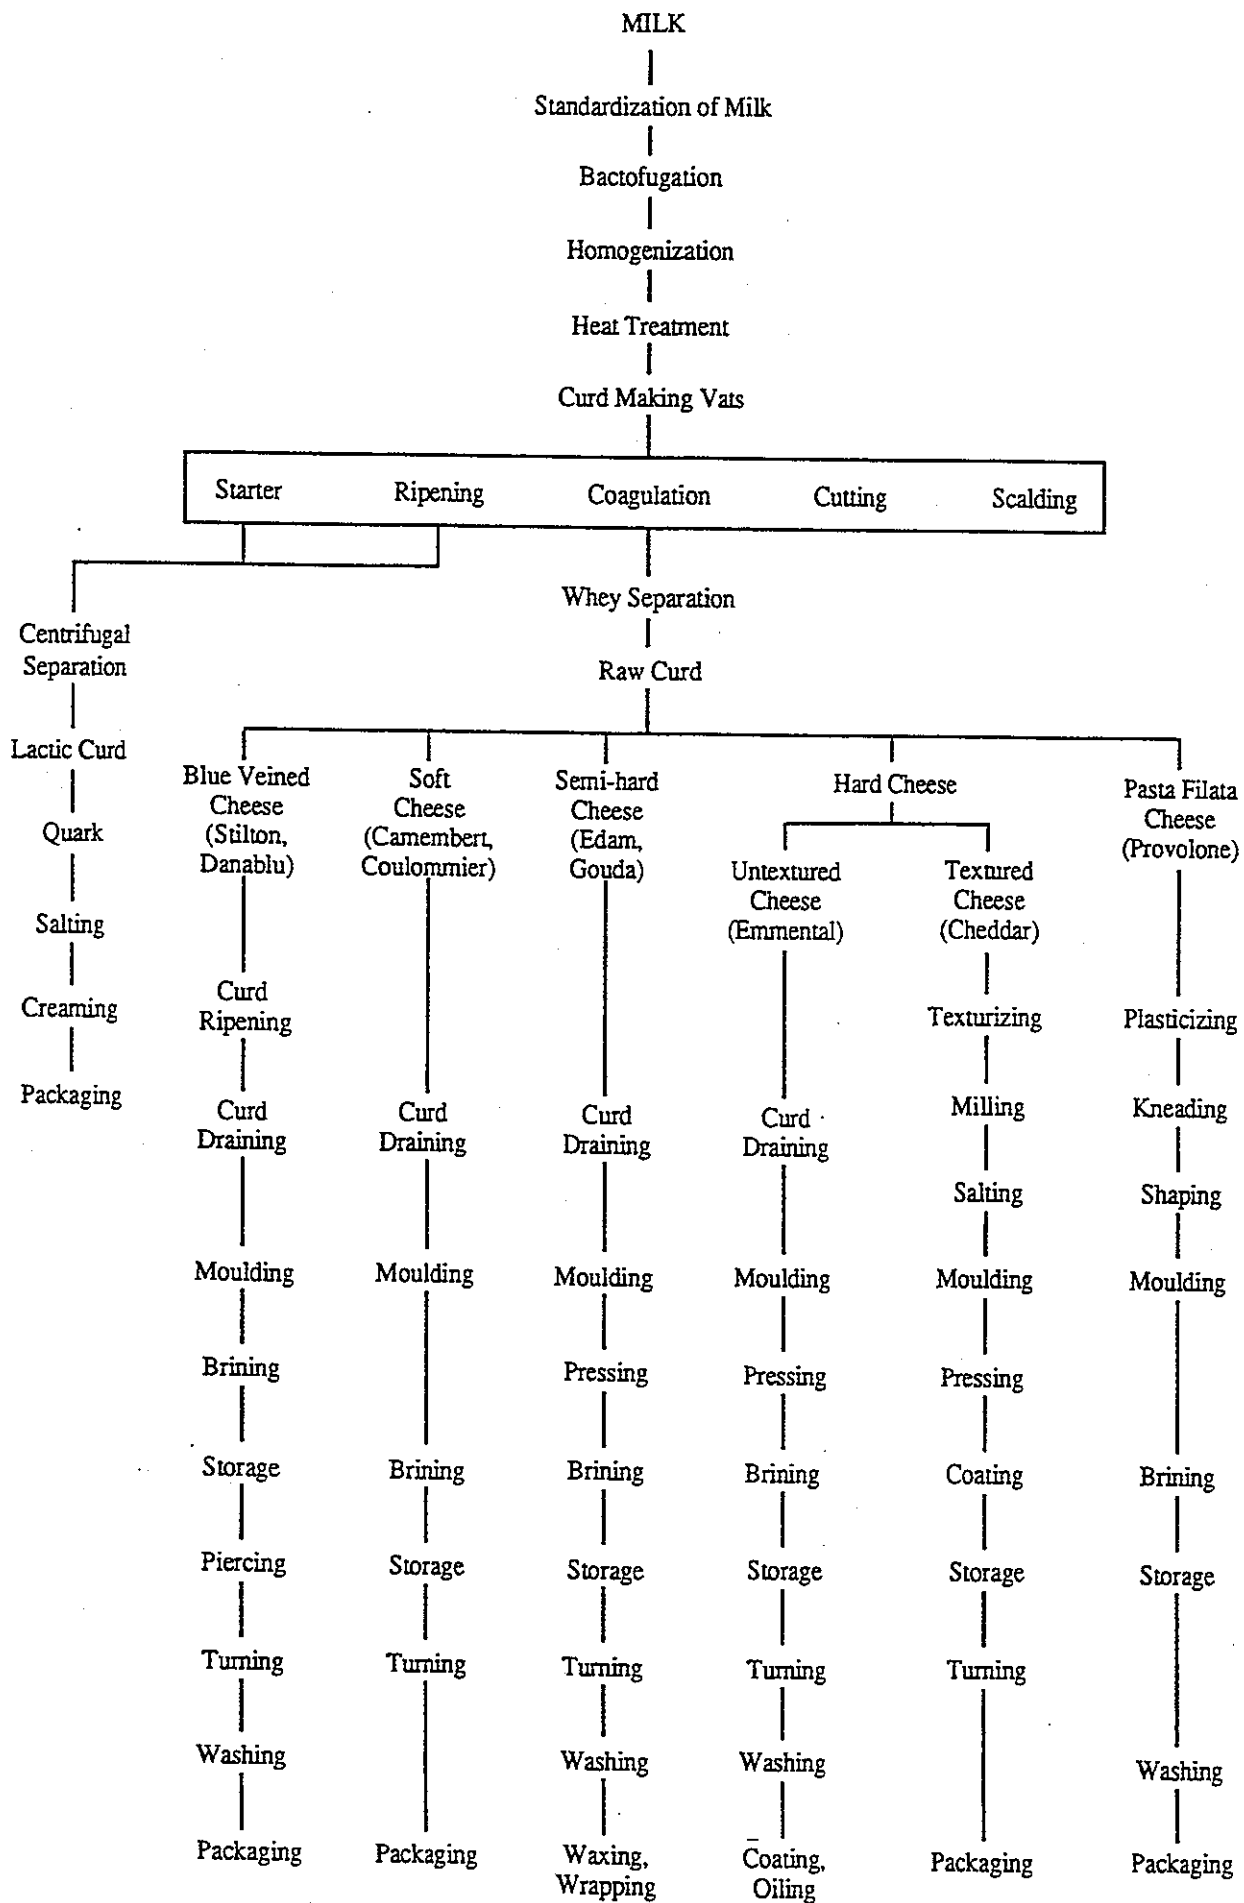 MILK
Standardization of Milk
Bactofugation
Homogenization
Heat Treatment
Curd Making Vats
Starter Ripening Coagulation Cutting Scalding
Whey Separation
Raw Curd
Centrifugal
Separation
Lactic Curd
Quark
Salting
Creaming
Packaging
Blue Veined
Cheese
(Stilton,
Danablu)
Curd
Ripening
Curd
Draining
Moulding
Brining
Storage
Piercing
Turning
Washing
Packaging
Soft
Cheese
(Camembert,
Coulommier)
Curd
Draining
Moulding
Brining
Storage
Turning
Packaging
Semi-hard
Cheese
(Edam,
Gouda)
Curd
Draining
Moulding
Pressing
Brining
Storage
Turning
Washing
Waxing,
Wrapping
Hard Cheese
Untextured
Cheese
(Emmental)
Curd
Draining
Moulding
Pressing
Brining
Storage
Turning
Washing
Coating,
Oiling
Textured
Cheese
(Cheddar)
Texturizing
Milling
Salting
Moulding
Pressing
Coating
Storage
Turning
Packaging
Pasta Filata
Cheese
(Provolone)
Plasticizing
Kneading
Shaping
Moulding
Brining
Storage
Washing
Packaging